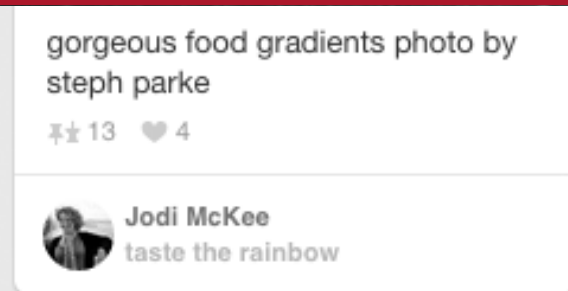 gorgeous food gradients photo by
steph parke
13 4
Jodi McKee
taste the rainbow